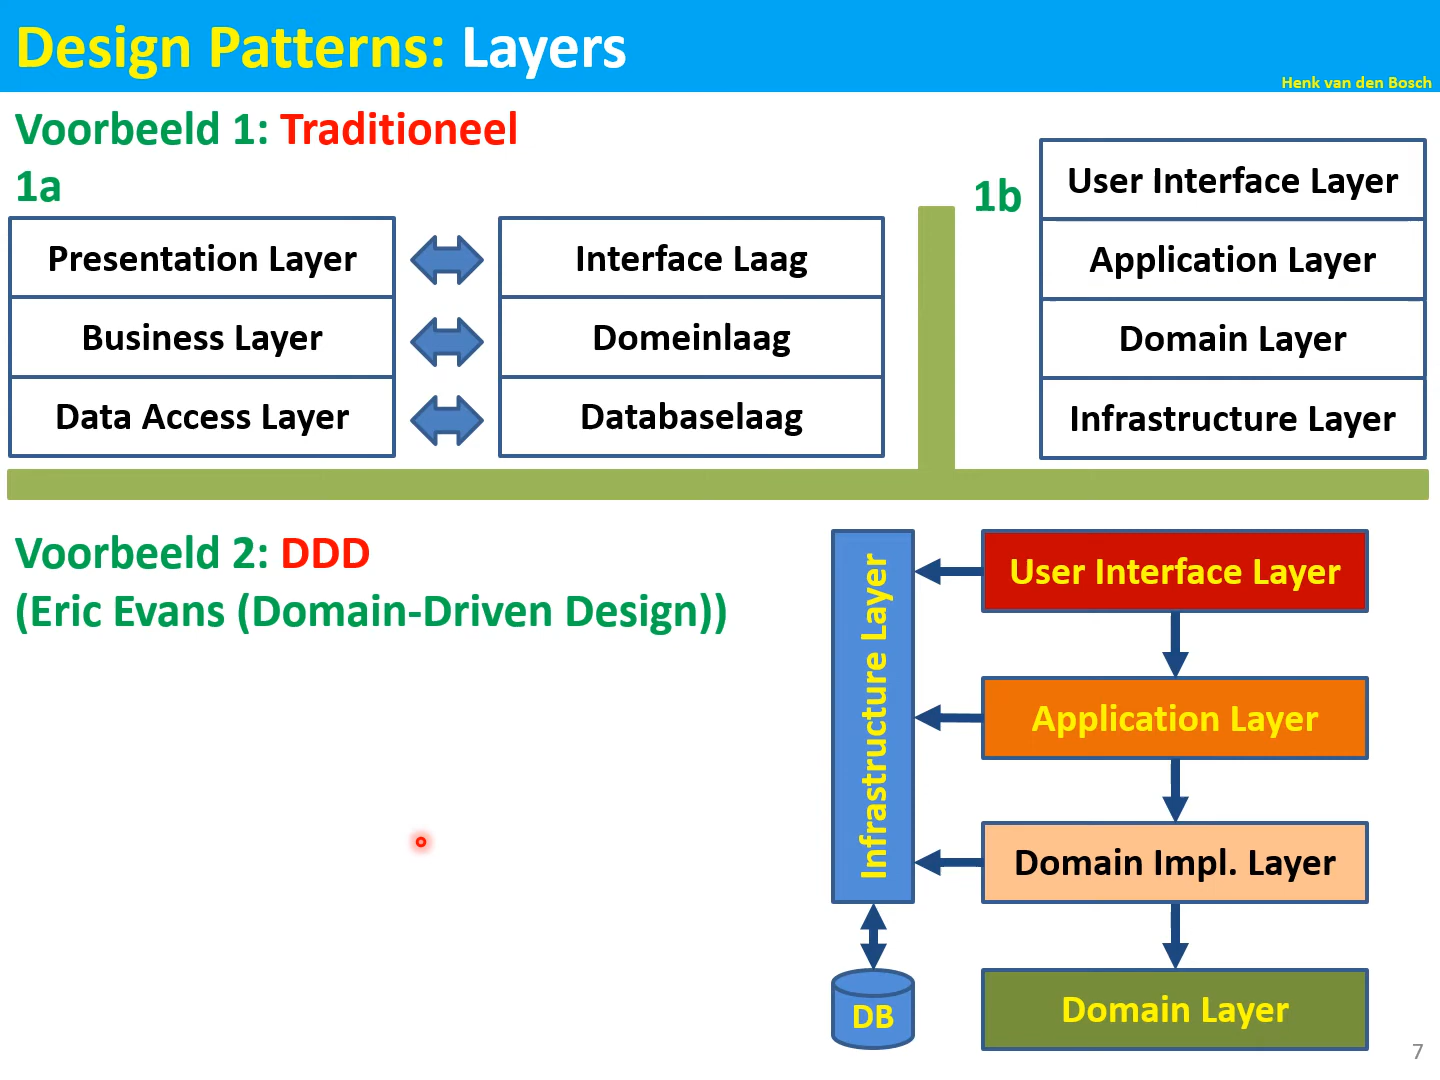 Design Patterns: Layers
Henk van den Bosch
Voorbeeld 1: Traditioneel
1a
Presentation Layer
Interface Laag
Business Layer
Domeinlaag
Data Access Layer
Databaselaag
1b
User Interface Layer
Application Layer
Domain Layer
Infrastructure Layer
Voorbeeld 2: DDD
(Eric Evans (Domain-Driven Design))
Infrastructure Layer
User Interface Layer
Application Layer
Domain Impl. Layer
DB
Domain Layer
7